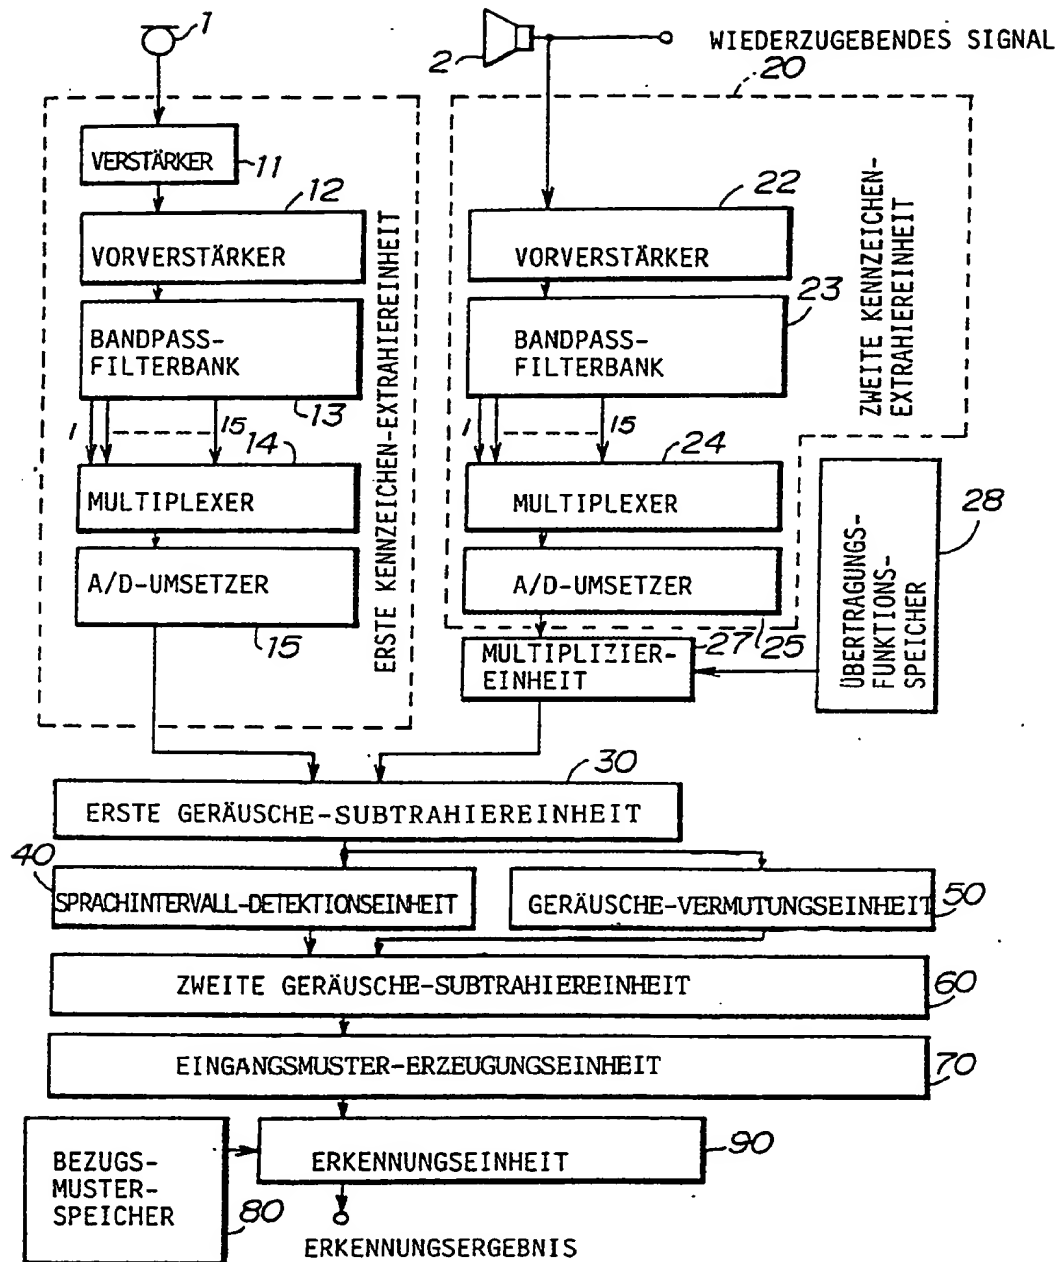 1
2
WIEDERZUGEBENDES SIGNAL
20
VERSTÄRKER
11
12
VORVERSTÄRKER
BANDPASS-
FILTERBANK
13
1
15
14
MULTIPLEXER
A/D-UMSETZER
15
ERSTE KENNZEICHEN-EXTRAHIEREINHEIT
22
VORVERSTÄRKER
23
BANDPASS-
FILTERBANK
1
15
24
MULTIPLEXER
A/D-UMSETZER
25
ZWEITE KENNZEICHEN-
EXTRAHIEREINHEIT
27
MULTIPLIZIER-
EINHEIT
28
ÜBERTRAGUNGS-
FUNKTIONS-
SPEICHER
30
ERSTE GERÄUSCHE-SUBTRAHIEREINHEIT
40
SPRACHINTERVALL-DETEKTIONSEINHEIT
GERÄUSCHE-VERMUTUNGSEINHEIT
50
ZWEITE GERÄUSCHE-SUBTRAHIEREINHEIT
60
EINGANGSMUSTER-ERZEUGUNGSEINHEIT
70
BEZUGS-
MUSTER-
SPEICHER
80
ERKENNUNGSEINHEIT
90
ERKENNUNGSERGEBNIS